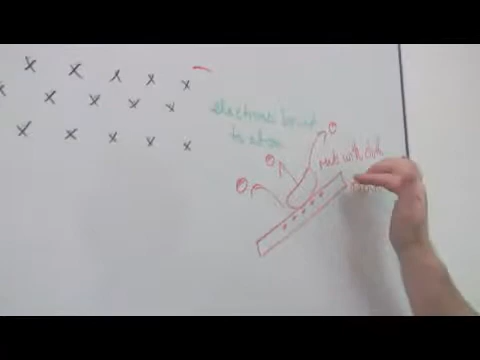 x x x x x
x x x x x
x x x x x
electrons bound
to atom
rub with cloth